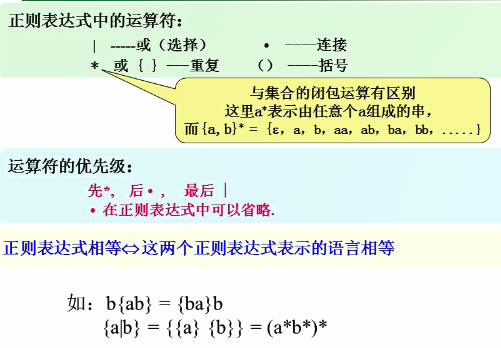 正则表达式中的运算符：
| -----或（选择） • ----连接
* 或 { } ---重复 () ----括号
与集合的闭包运算有区别
这里a*表示由任意个a组成的串，
而{a,b}* = {ε, a, b, aa, ab, ba, bb, .....}
运算符的优先级：
先*， 后•， 最后 |
•在正则表达式中可以省略.
正则表达式相等⇔这两个正则表达式表示的语言相等
如：b{ab} = {ba}b
{a|b} = {{a} {b}} = (a*b*)*